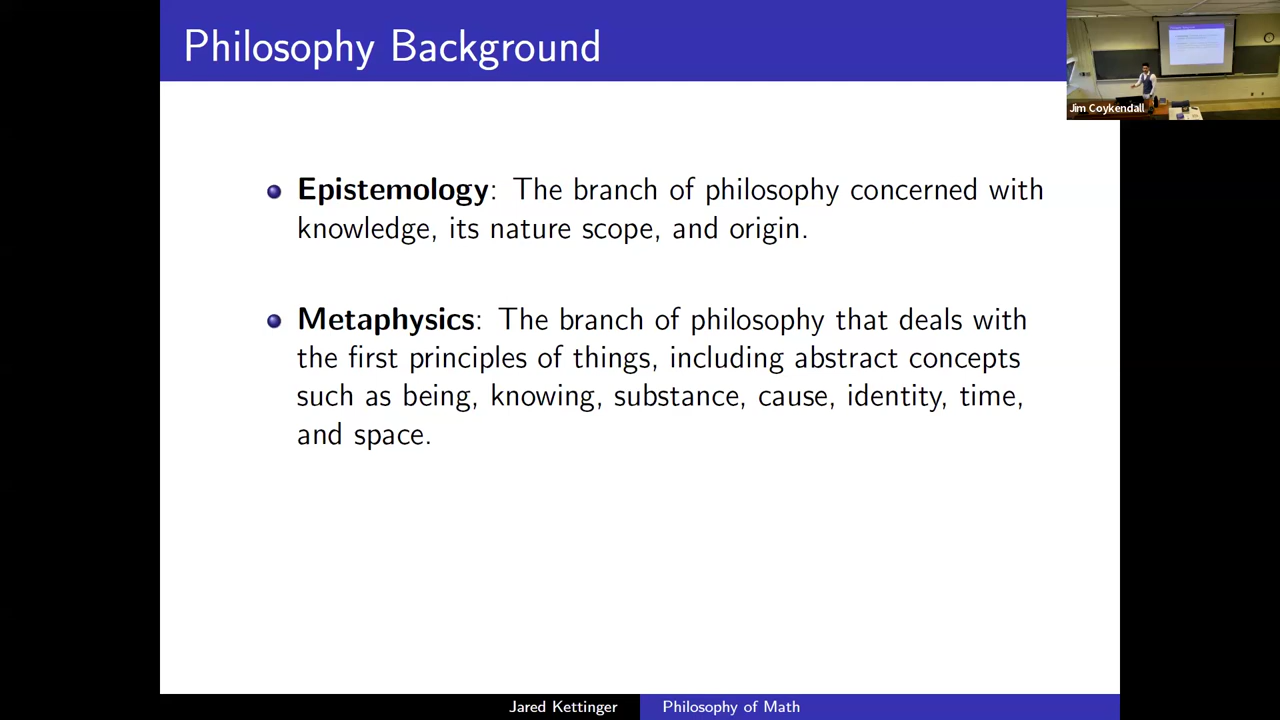 Philosophy Background
Jim Coykendall
Epistemology: The branch of philosophy concerned with
knowledge, its nature scope, and origin.
Metaphysics: The branch of philosophy that deals with
the first principles of things, including abstract concepts
such as being, knowing, substance, cause, identity, time,
and space.
Jared Kettinger
Philosophy of Math